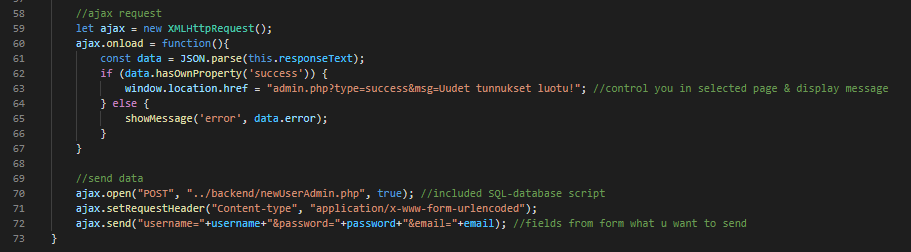 58 //ajax request
59 let ajax = new XMLHttpRequest();
60 ajax.onload = function(){
61 const data = JSON.parse(this.responseText);
62 if (data.hasOwnProperty('success')) {
63 window.location.href = "admin.php?type=success&msg=Uudet tunnukset luotu!"; //control you in selected page & display message
64 } else {
65 showMessage('error', data.error);
66 }
67 }
68
69 //send data
70 ajax.open("POST", "../backend/newUserAdmin.php", true); //included SQL-database script
71 ajax.setRequestHeader("Content-type", "application/x-www-form-urlencoded");
72 ajax.send("username="+username+"&password="+password+"&email="+email); //fields from form what u want to send
73 }